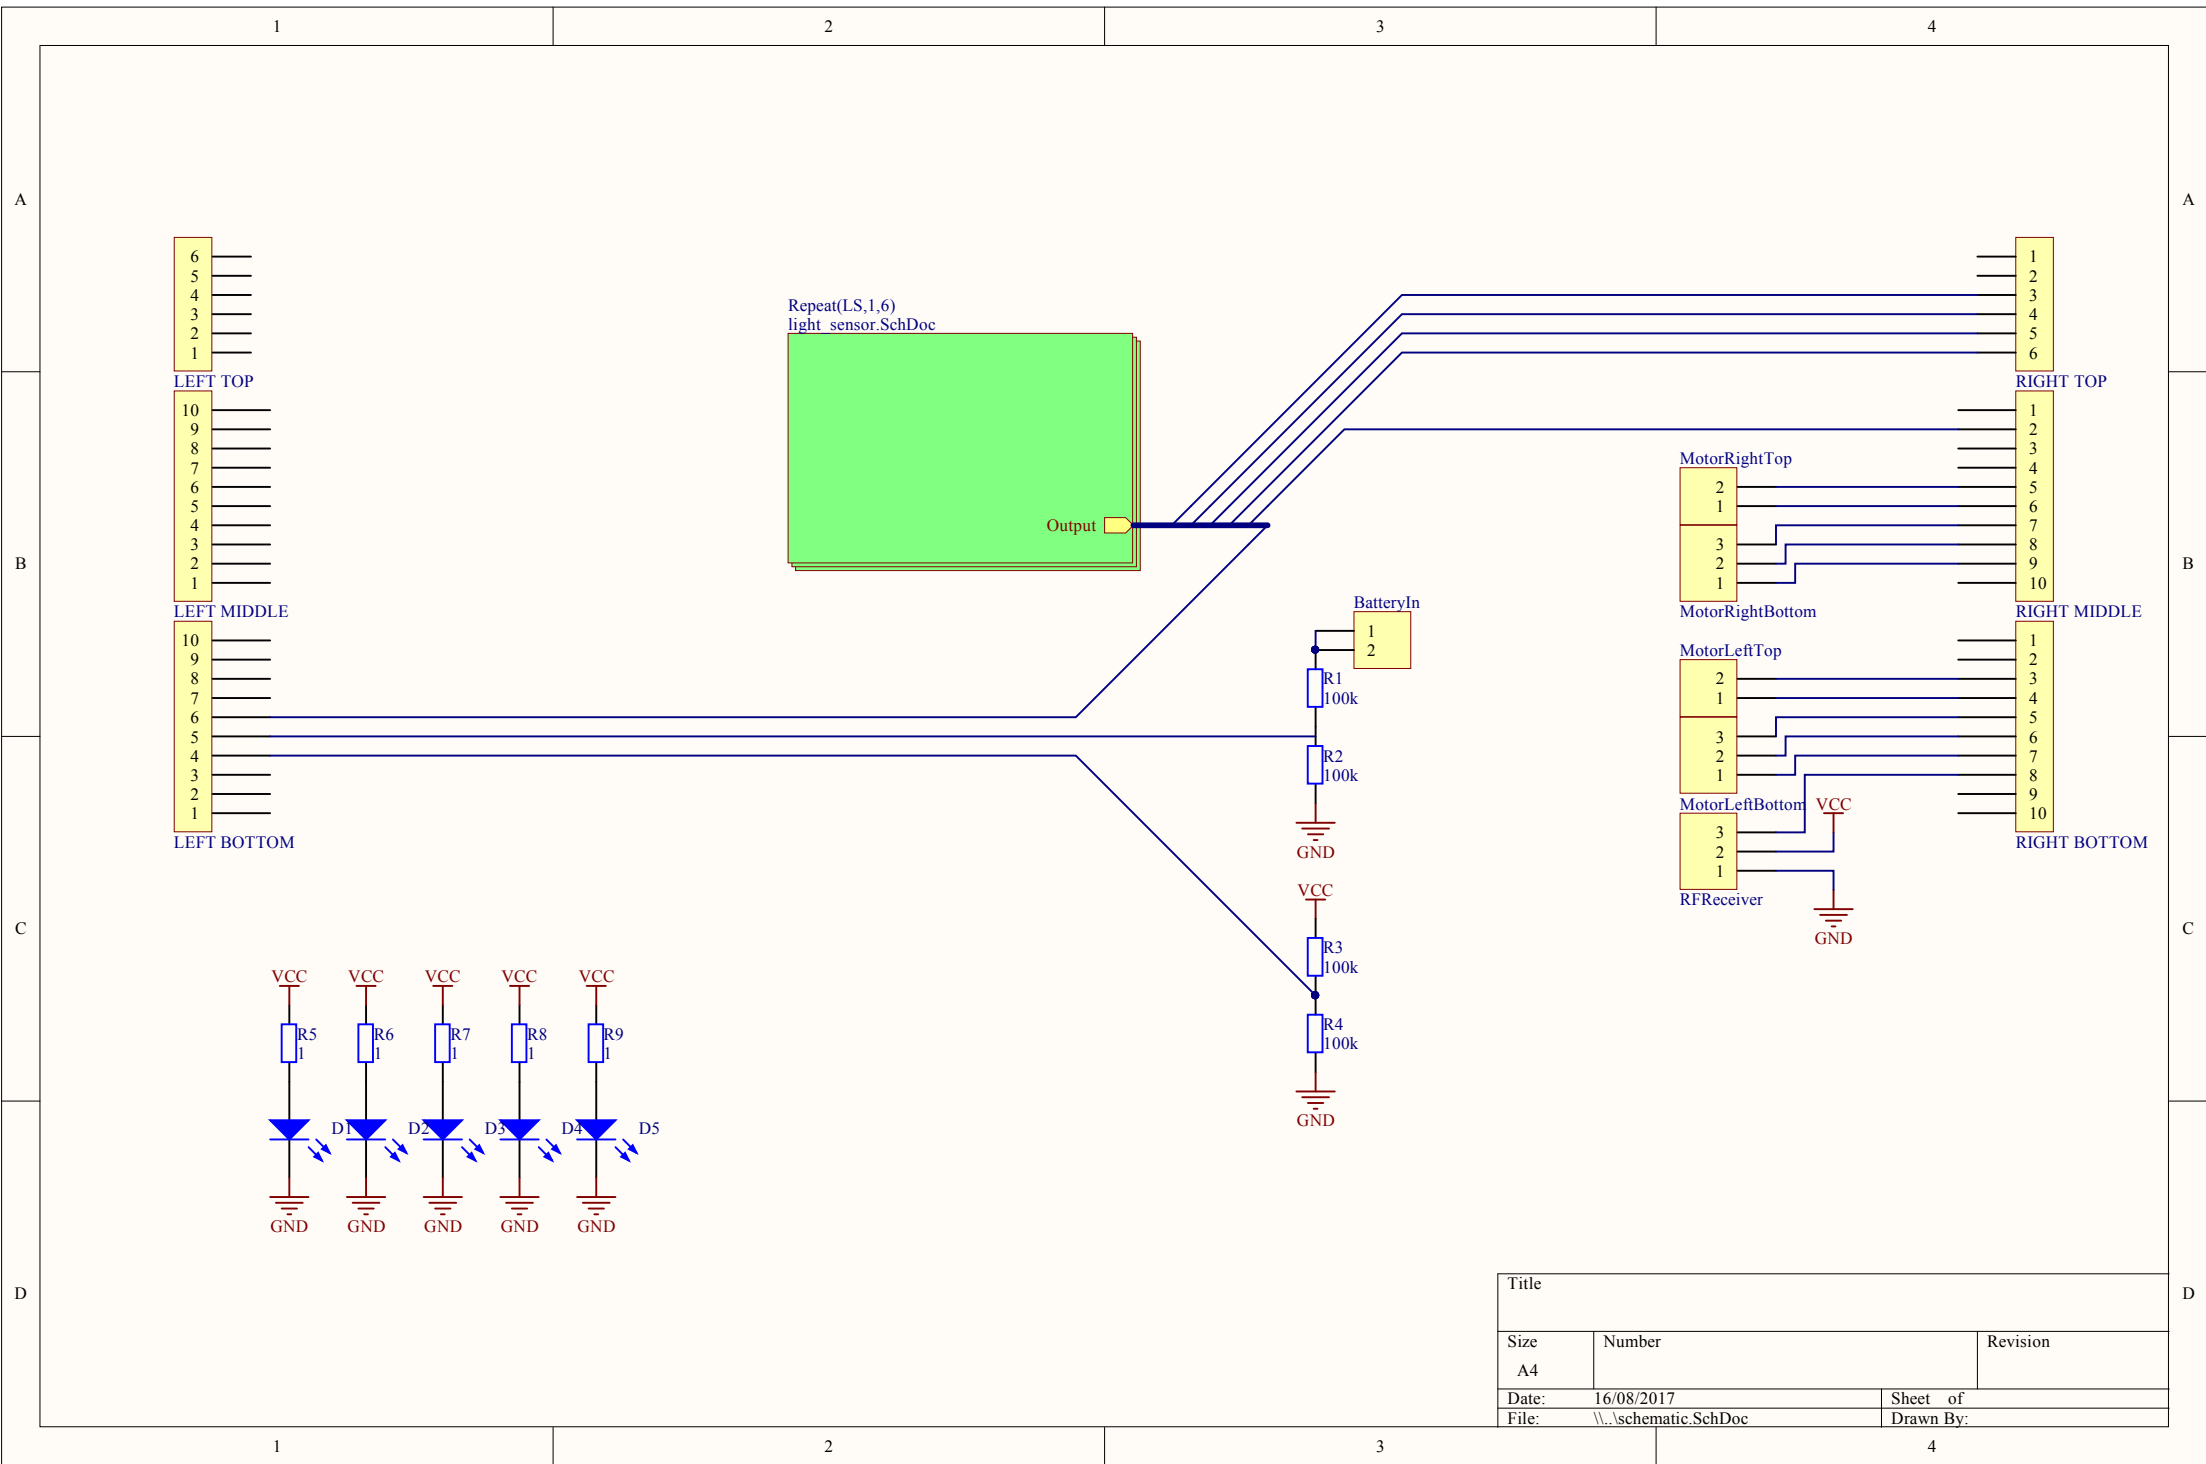 1 2 3 4
A A
6
5
4
3
2
1
LEFT TOP
10
9
8
7
6
5
4
3
2
1
LEFT MIDDLE
10
9
8
7
6
5
4
3
2
1
LEFT BOTTOM
Repeat(LS,1,6)
light_sensor.SchDoc
Output
1
2
3
4
5
6
RIGHT TOP
1
2
3
4
5
6
7
8
9
10
RIGHT MIDDLE
1
2
3
4
5
6
7
8
9
10
RIGHT BOTTOM
MotorRightTop
2
1
3
2
1
MotorRightBottom
MotorLeftTop
2
1
3
2
1
MotorLeftBottom
VCC
3
2
1
RFReceiver
GND
B B
BatteryIn
1
2
R1
100k
R2
100k
GND
VCC
R3
100k
R4
100k
GND
C C
VCC VCC VCC VCC VCC
R5 R6 R7 R8 R9
1 1 1 1 1
D1 D2 D3 D4 D5
GND GND GND GND GND
D D
Title
Size Number Revision
A4
Date: 16/08/2017 Sheet of
File: \\..\schematic.SchDoc Drawn By:
1 2 3 4